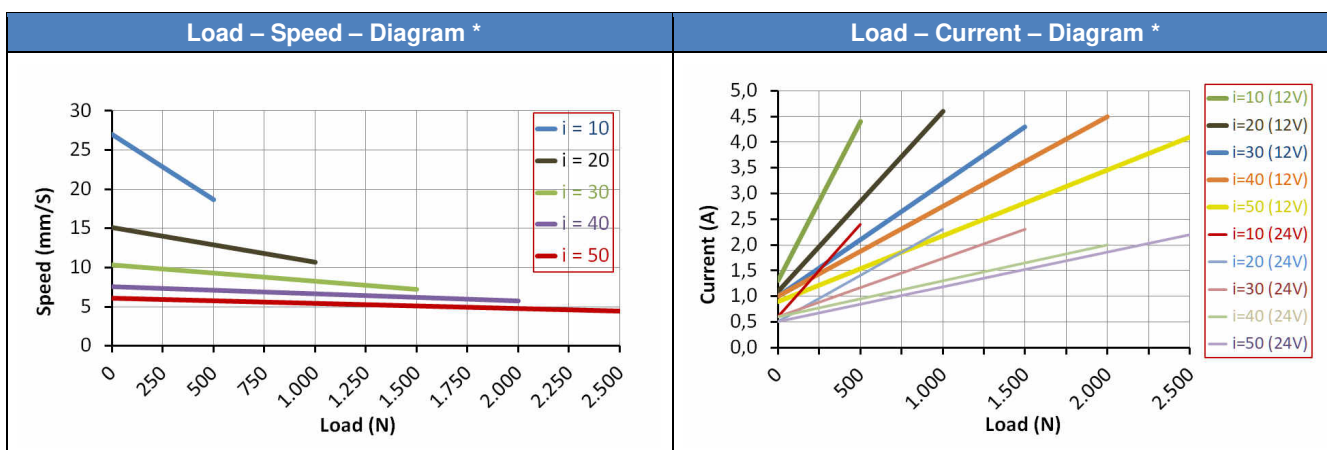 Load – Speed – Diagram *
Load – Current – Diagram *
30
25
20
15
10
5
0
Speed (mm/S)
0
250
500
750
1.000
1.250
1.500
1.750
2.000
2.250
2.500
Load (N)
i = 10
i = 20
i = 30
i = 40
i = 50
5,0
4,5
4,0
3,5
3,0
2,5
2,0
1,5
1,0
0,5
0,0
Current (A)
0
500
1.000
1.500
2.000
2.500
Load (N)
i=10 (12V)
i=20 (12V)
i=30 (12V)
i=40 (12V)
i=50 (12V)
i=10 (24V)
i=20 (24V)
i=30 (24V)
i=40 (24V)
i=50 (24V)